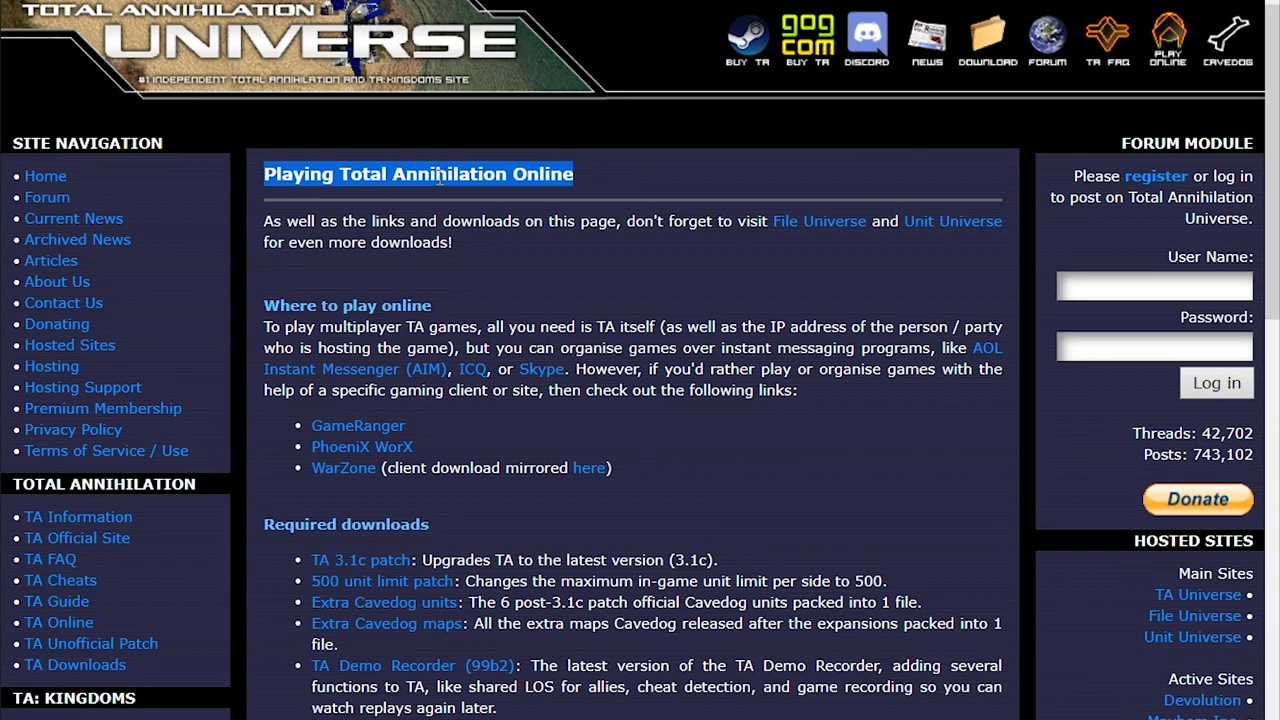 TOTAL ANNIHILATION
UNIVERSE
#1 INDEPENDENT TOTAL ANNIHILATION AND TA:KINGDOMS SITE
BUY TA
gog
com
BUY TA
DISCORD
NEWS
DOWNLOAD
FORUM
TA FAQ
PLAY
ONLINE
CAVEDOG
SITE NAVIGATION
• Home
• Forum
• Current News
• Archived News
• Articles
• About Us
• Contact Us
• Donating
• Hosted Sites
• Hosting
• Hosting Support
• Premium Membership
• Privacy Policy
• Terms of Service / Use
TOTAL ANNIHILATION
• TA Information
• TA Official Site
• TA FAQ
• TA Cheats
• TA Guide
• TA Online
• TA Unofficial Patch
• TA Downloads
TA: KINGDOMS
Playing Total Annihilation Online
As well as the links and downloads on this page, don't forget to visit File Universe and Unit Universe
for even more downloads!
Where to play online
To play multiplayer TA games, all you need is TA itself (as well as the IP address of the person / party
who is hosting the game), but you can organise games over instant messaging programs, like AOL
Instant Messenger (AIM), ICQ, or Skype. However, if you'd rather play or organise games with the
help of a specific gaming client or site, then check out the following links:
• GameRanger
• PhoeniX WorX
• WarZone (client download mirrored here)
Required downloads
• TA 3.1c patch: Upgrades TA to the latest version (3.1c).
• 500 unit limit patch: Changes the maximum in-game unit limit per side to 500.
• Extra Cavedog units: The 6 post-3.1c patch official Cavedog units packed into 1 file.
• Extra Cavedog maps: All the extra maps Cavedog released after the expansions packed into 1
file.
• TA Demo Recorder (99b2): The latest version of the TA Demo Recorder, adding several
functions to TA, like shared LOS for allies, cheat detection, and game recording so you can
watch replays again later.
FORUM MODULE
Please register or log in
to post on Total Annihilation
Universe.
User Name:
Password:
Log in
Threads: 42,702
Posts: 743,102
Donate
HOSTED SITES
Main Sites
TA Universe •
File Universe •
Unit Universe •
Active Sites
Devolution •